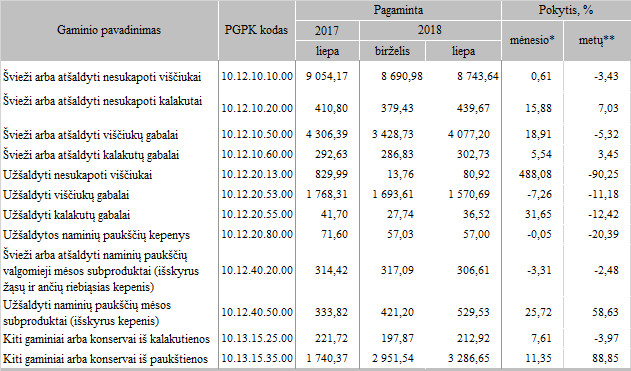 Gaminio pavadinimas PGPK kodas Pagaminta Pokytis, %
2017 2018 mėnesio* metų**
liepa birželis liepa
Švieži arba atšaldyti nesukapoti viščiukai 10.12.10.10.00 9 054,17 8 690,98 8 743,64 0,61 -3,43
Švieži arba atšaldyti nesukapoti kalakutai 10.12.10.20.00 410,80 379,43 439,67 15,88 7,03
Švieži arba atšaldyti viščiukų gabalai 10.12.10.50.00 4 306,39 3 428,73 4 077,20 18,91 -5,32
Švieži arba atšaldyti kalakutų gabalai 10.12.10.60.00 292,63 286,83 302,73 5,54 3,45
Užšaldyti nesukapoti viščiukai 10.12.20.13.00 829,99 13,76 80,92 488,08 -90,25
Užšaldyti viščiukų gabalai 10.12.20.53.00 1 768,31 1 693,61 1 570,69 -7,26 -11,18
Užšaldyti kalakutų gabalai 10.12.20.55.00 41,70 27,74 36,52 31,65 -12,42
Užšaldytos naminių paukščių kepenys 10.12.20.80.00 71,60 57,03 57,00 -0,05 -20,39
Švieži arba atšaldyti naminių paukščių
valgomieji mėsos subproduktai (išskyrus 10.12.40.20.00 314,42 317,09 306,61 -3,31 -2,48
žąsų ir ančių riebiąsias kepenis)
Užšaldyti naminių paukščių mėsos
subproduktai (išskyrus kepenis) 10.12.40.50.00 333,82 421,20 529,53 25,72 58,63
Kiti gaminiai arba konservai iš kalakutienos 10.13.15.25.00 221,72 197,87 212,92 7,61 -3,97
Kiti gaminiai arba konservai iš paukštienos 10.13.15.35.00 1 740,37 2 951,54 3 286,65 11,35 88,85